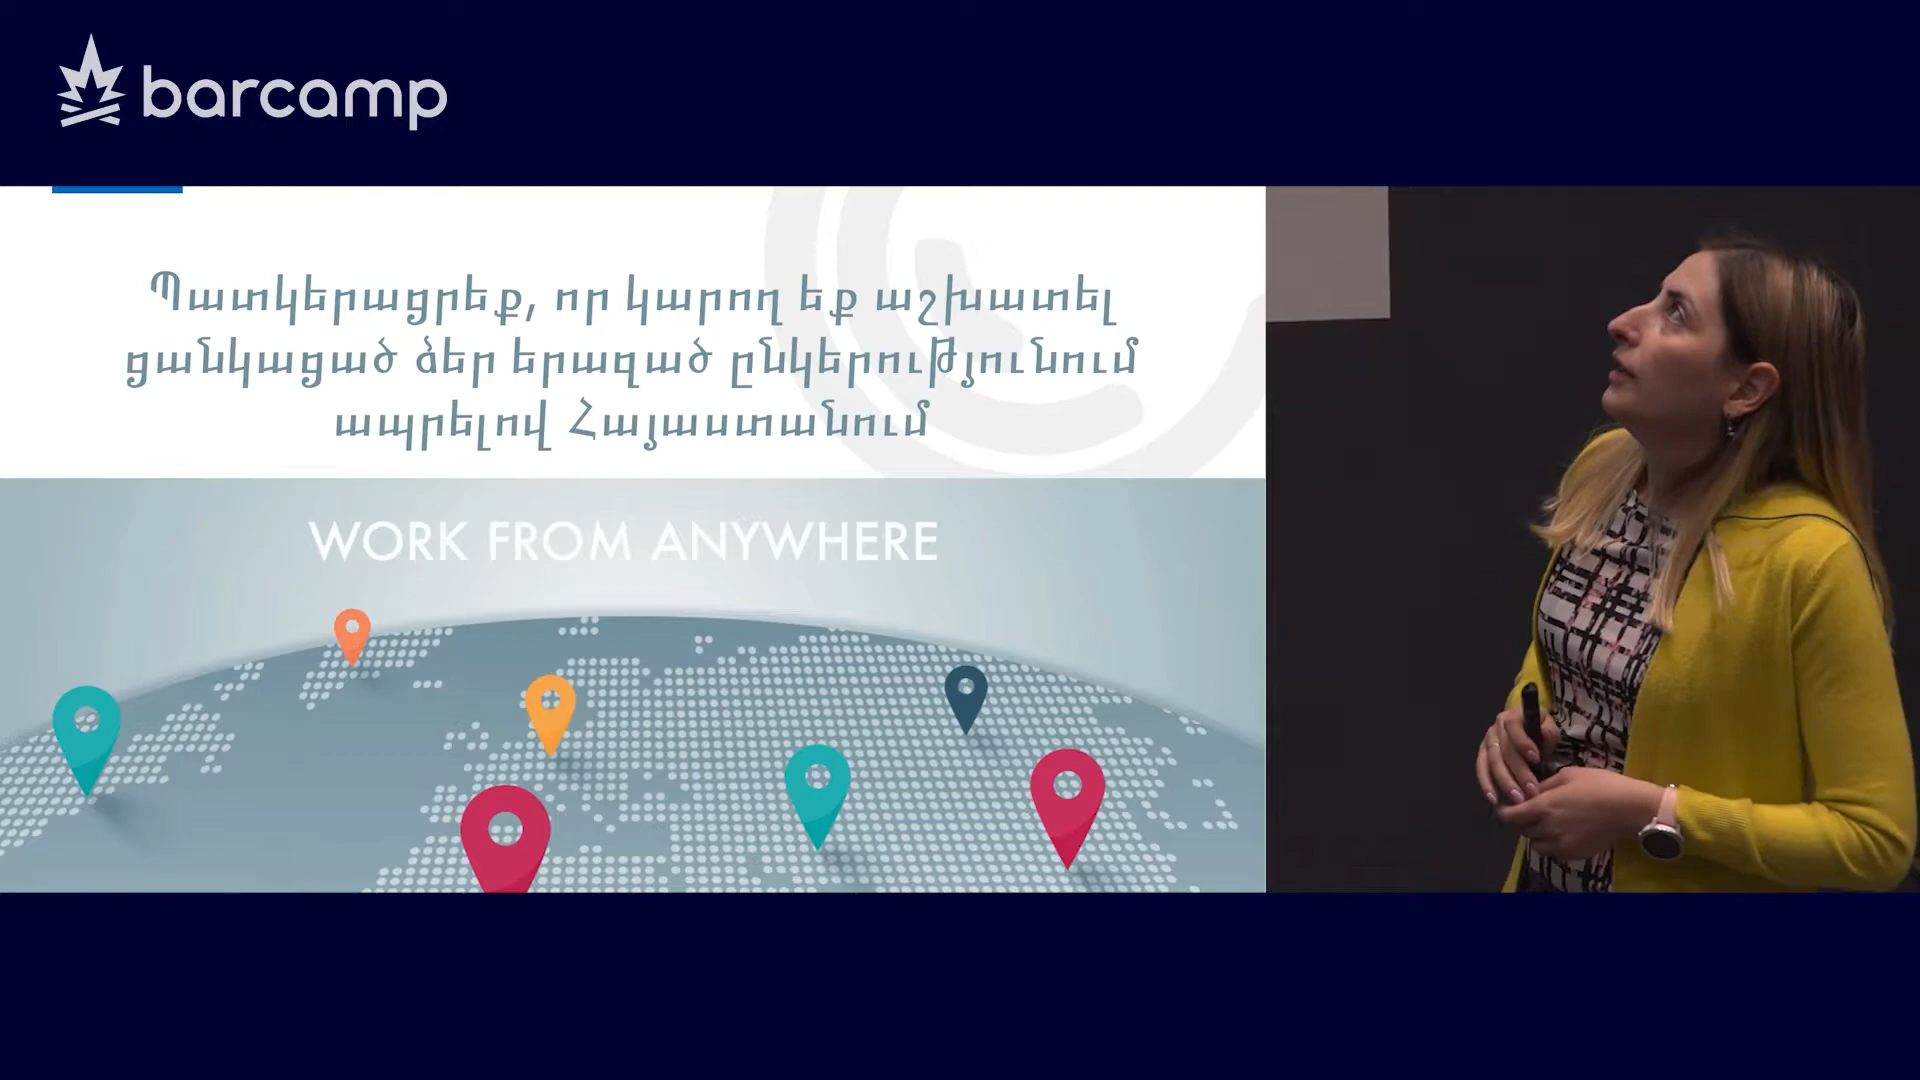 barcamp
Պատկերացրեք, որ կարող եք աշխատել
ցանկացած ձեր երազած ընկերությունում
ապրելով Հայաստանում
WORK FROM ANYWHERE